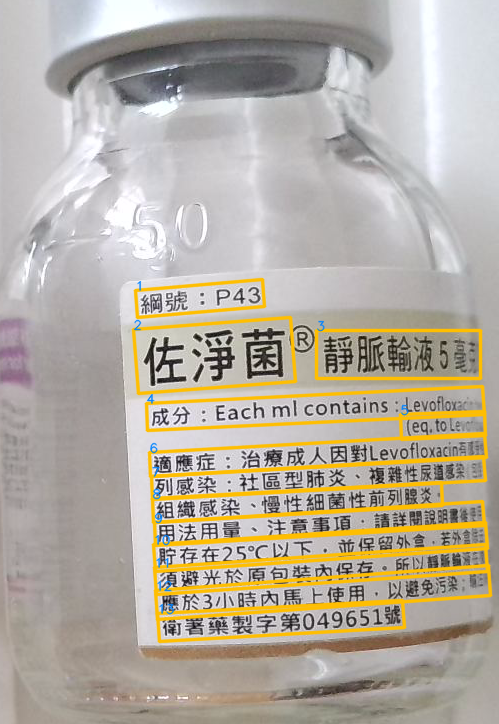 50
綱號：P43
佐淨菌® 靜脈輸液 5 毫克
成分：Each ml contains：Levofloxacin
(eq. to
適應症：治療成人因對Levofloxacin有感
列感染：社區型肺炎、複雜性尿道感染
組織感染、慢性細菌性前列腺炎。
用法用量、注意事項：請詳閱說明書後使用
貯存在25℃以下，並保留外盒，若外盒
須避光於原包裝內保存。所以靜脈輸液
應於3小時內馬上使用，以避免污染；
衛署藥製字第049651號